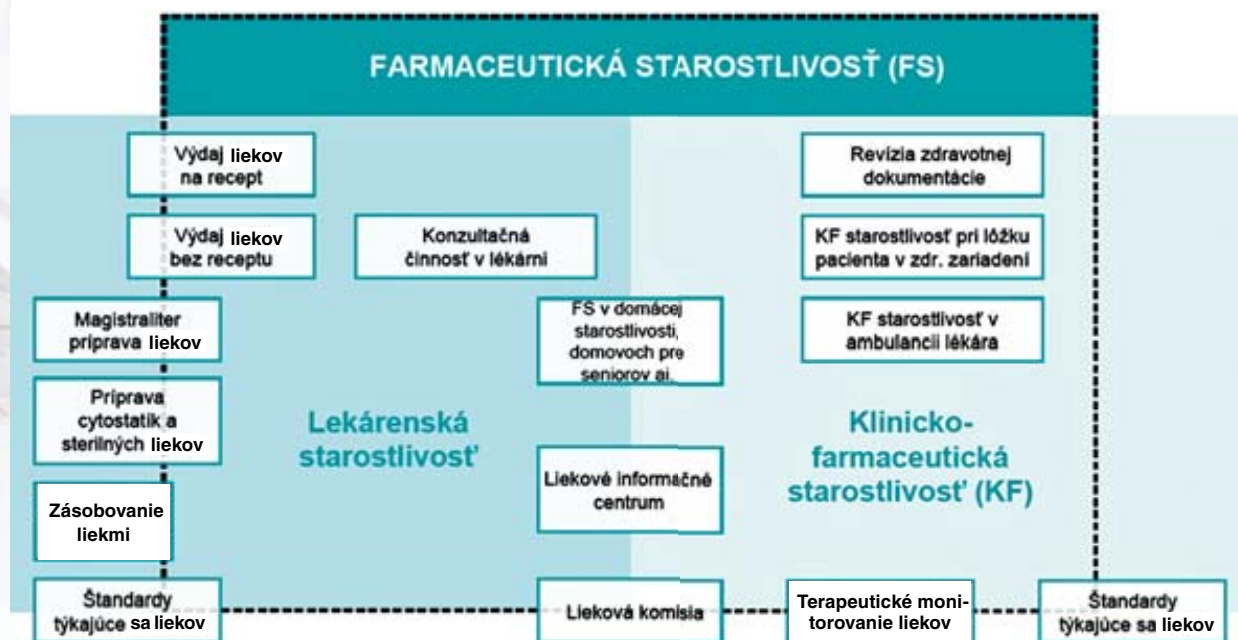 FARMACEUTICKÁ STAROSTLIVOSŤ (FS)
Výdaj liekov
na recept
Revízia zdravotnej
dokumentácie
Výdaj liekov
bez receptu
Konzultačná
činnosť v lékárni
KF starostlivosť pri lôžku
pacienta v zdr. zariadení
Magistraliter
príprava liekov
FS v domácej
starostlivosti,
domovoch pre
seniorov ai.
KF starostlivosť v
ambulancii lékára
Príprava
cytostatík a
sterilných liekov
Lekárenská
starostlivosť
Klinicko-
farmaceutická
starostlivosť (KF)
Liekové informačné
centrum
Zásobovanie
liekmi
Štandardy
týkajúce sa liekov
Lieková komisia
Terapeutické moni-
torovanie liekov
Štandardy
týkajúce sa liekov